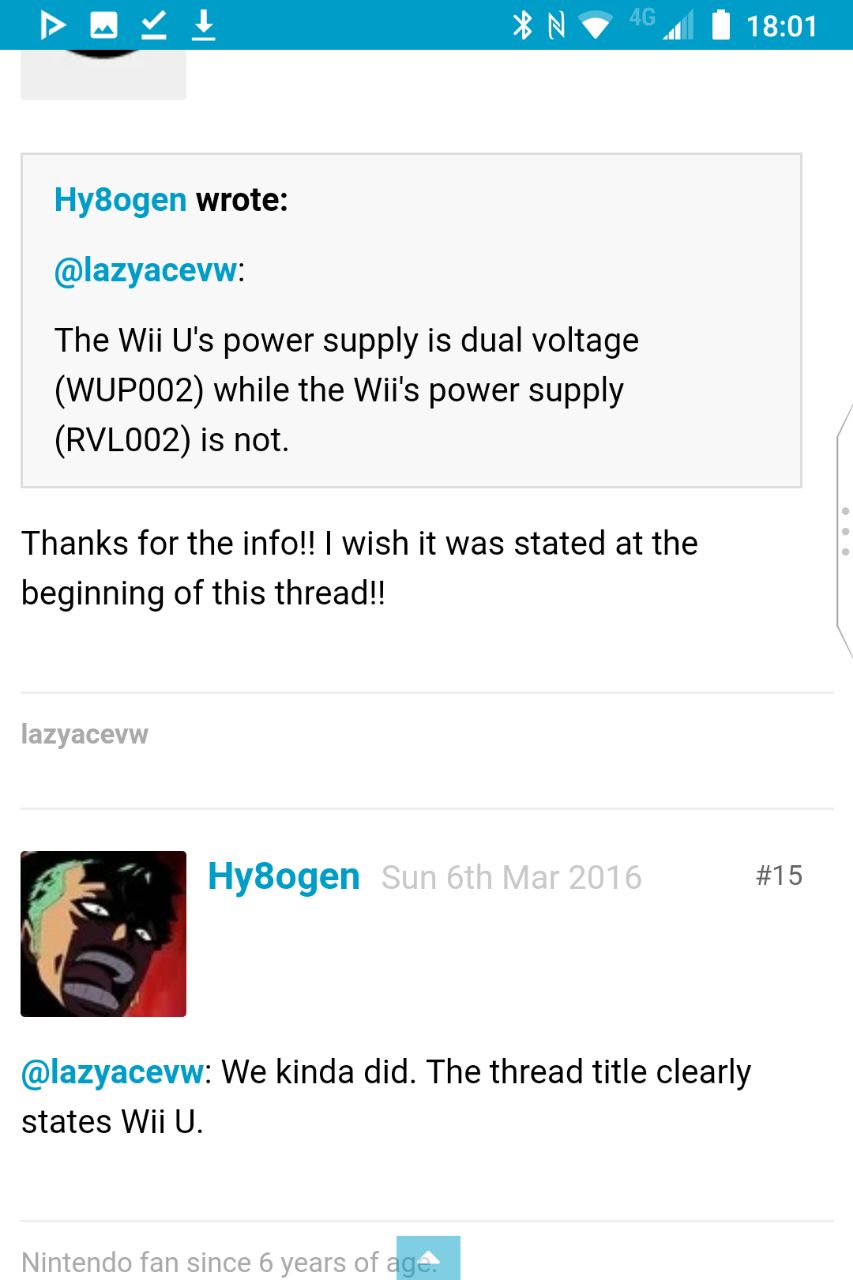 4G 18:01
Hy8ogen wrote:
@lazyacevw:
The Wii U's power supply is dual voltage
(WUP002) while the Wii's power supply
(RVL002) is not.
Thanks for the info!! I wish it was stated at the
beginning of this thread!!
lazyacevw
Hy8ogen Sun 6th Mar 2016 #15
@lazyacevw: We kinda did. The thread title clearly
states Wii U.
Nintendo fan since 6 years of age.